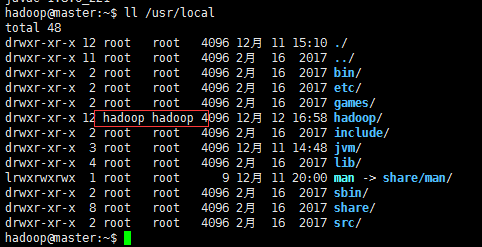 hadoop@master:~$ ll /usr/local
total 48
drwxr-xr-x 12 root   root   4096 12月 11 15:10 ./
drwxr-xr-x 11 root   root   4096 2月  16  2017 ../
drwxr-xr-x  2 root   root   4096 2月  16  2017 bin/
drwxr-xr-x  2 root   root   4096 2月  16  2017 etc/
drwxr-xr-x  2 root   root   4096 2月  16  2017 games/
drwxr-xr-x 12 hadoop hadoop 4096 12月 12 16:58 hadoop/
drwxr-xr-x  2 root   root   4096 2月  16  2017 include/
drwxr-xr-x  3 root   root   4096 12月 11 14:48 jvm/
drwxr-xr-x  4 root   root   4096 2月  16  2017 lib/
lrwxrwxrwx  1 root   root      9 12月 11 20:00 man -> share/man/
drwxr-xr-x  2 root   root   4096 2月  16  2017 sbin/
drwxr-xr-x  8 root   root   4096 2月  16  2017 share/
drwxr-xr-x  2 root   root   4096 2月  16  2017 src/
hadoop@master:~$